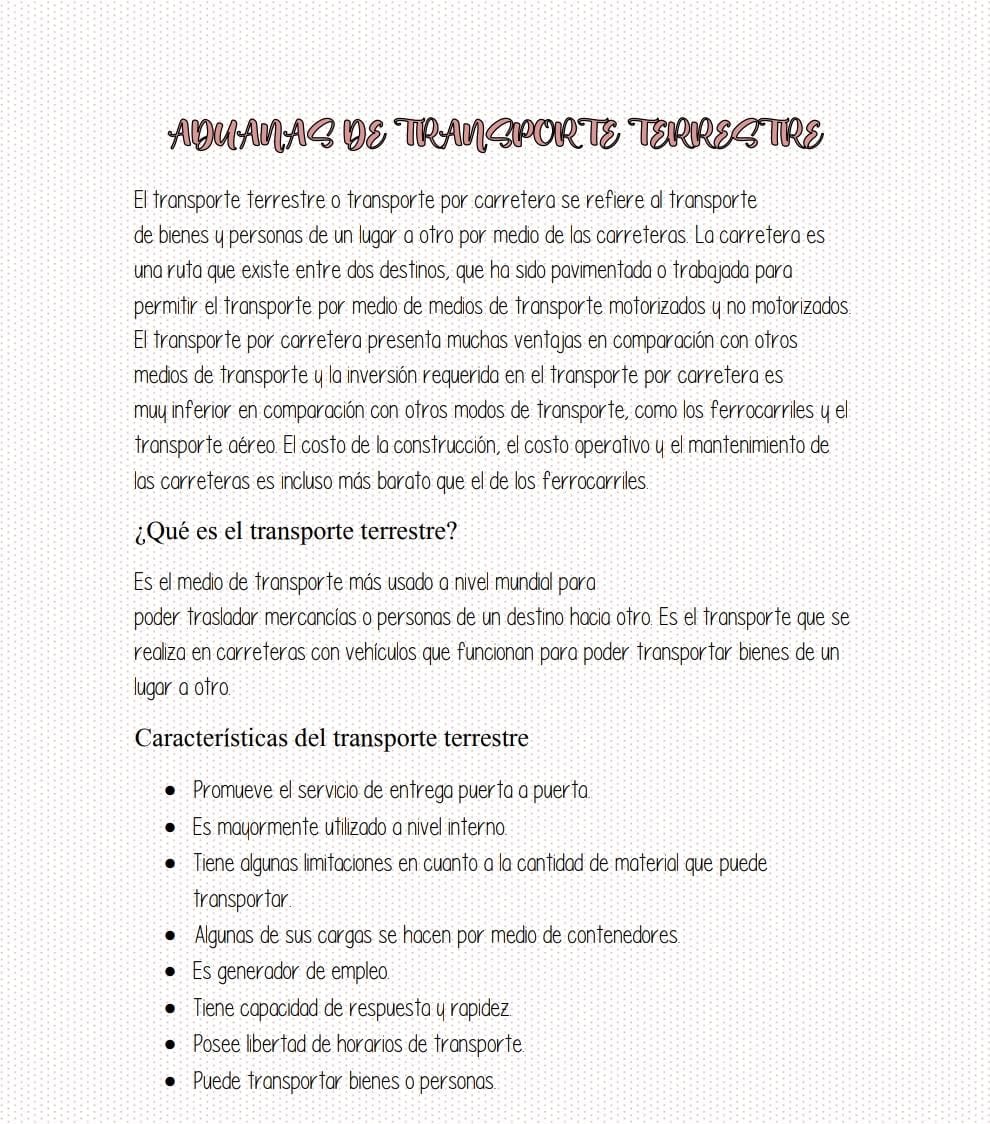 ADUANAS DE TRANSPORTE TERRESTRE
El transporte terrestre o transporte por carretera se refiere al transporte
de bienes y personas de un lugar a otro por medio de las carreteras. La carretera es
una ruta que existe entre dos destinos, que ha sido pavimentada o trabajada para
permitir el transporte por medio de medios de transporte motorizados y no motorizados.
El transporte por carretera presenta muchas ventajas en comparación con otros
medios de transporte y la inversión requerida en el transporte por carretera es
muy inferior en comparación con otros modos de transporte, como los ferrocarriles y el
transporte aéreo. El costo de la construcción, el costo operativo y el mantenimiento de
las carreteras es incluso más barato que el de los ferrocarriles.
¿Qué es el transporte terrestre?
Es el medio de transporte más usado a nivel mundial para
poder trasladar mercancías o personas de un destino hacia otro. Es el transporte que se
realiza en carreteras con vehículos que funcionan para poder transportar bienes de un
lugar a otro.
Características del transporte terrestre
● Promueve el servicio de entrega puerta a puerta.
● Es mayormente utilizado a nivel interno.
● Tiene algunas limitaciones en cuanto a la cantidad de material que puede
transportar.
● Algunas de sus cargas se hacen por medio de contenedores.
● Es generador de empleo.
● Tiene capacidad de respuesta y rapidez.
● Posee libertad de horarios de transporte.
● Puede transportar bienes o personas.